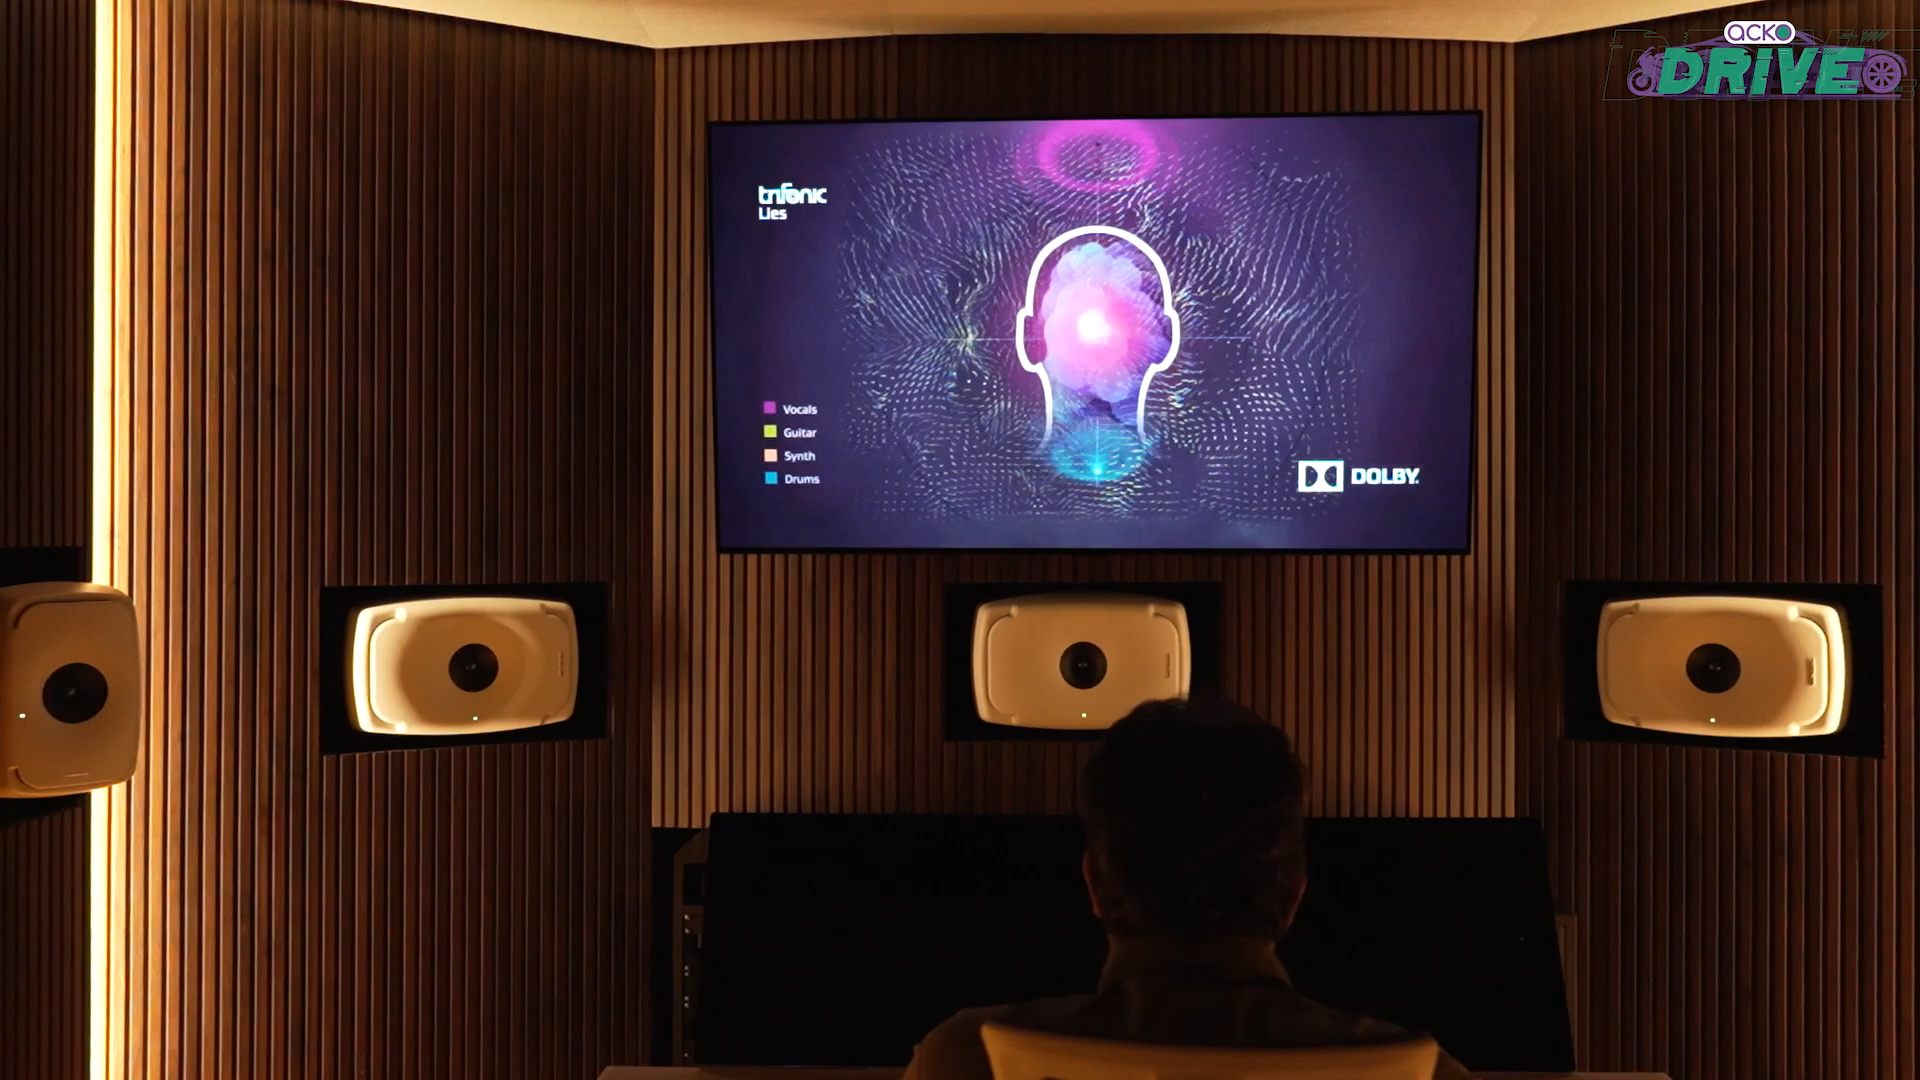 acko
DRIVE
trifonic
Lies
Vocals
Guitar
Synth
Drums
DOLBY